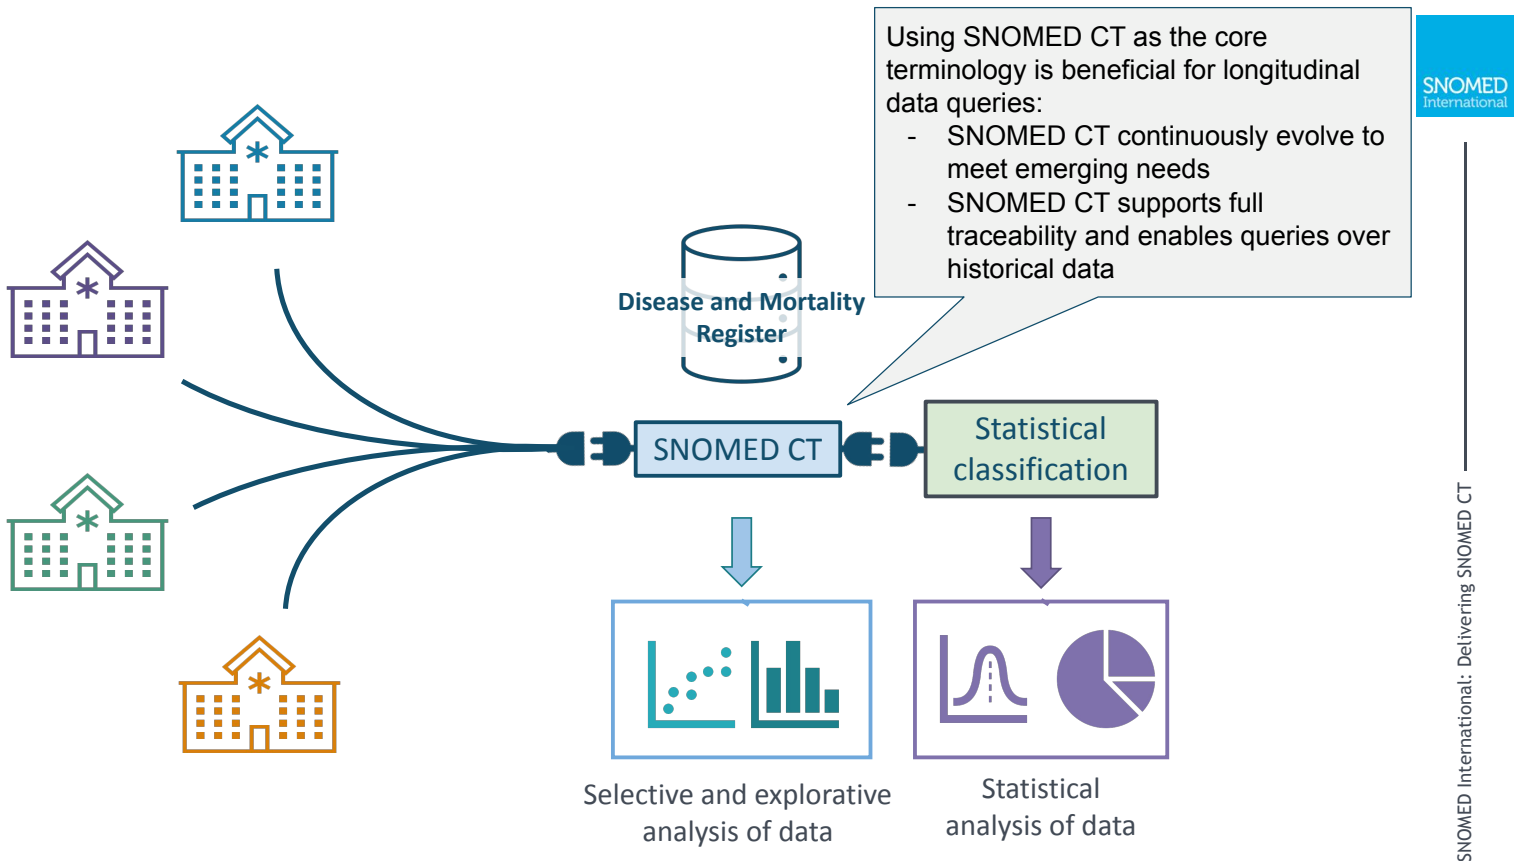 Using SNOMED CT as the core
terminology is beneficial for longitudinal
data queries:
- SNOMED CT continuously evolve to
meet emerging needs
- SNOMED CT supports full
traceability and enables queries over
historical data
SNOMED
International
Disease and Mortality
Register
SNOMED CT
Statistical
classification
Selective and explorative
analysis of data
Statistical
analysis of data
SNOMED International: Delivering SNOMED CT